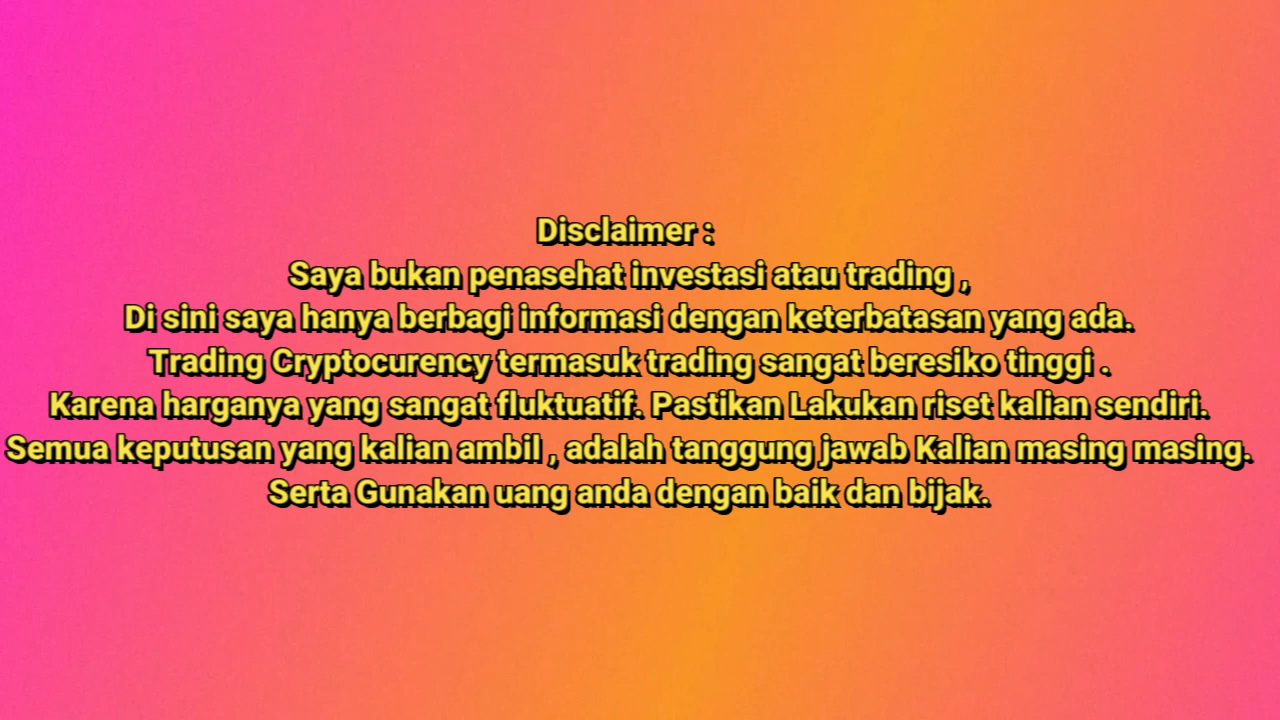 Disclaimer :
Saya bukan penasehat investasi atau trading ,
Di sini saya hanya berbagi informasi dengan keterbatasan yang ada.
Trading Cryptocurency termasuk trading sangat beresiko tinggi .
Karena harganya yang sangat fluktuatif. Pastikan Lakukan riset kalian sendiri.
Semua keputusan yang kalian ambil , adalah tanggung jawab Kalian masing masing.
Serta Gunakan uang anda dengan baik dan bijak.